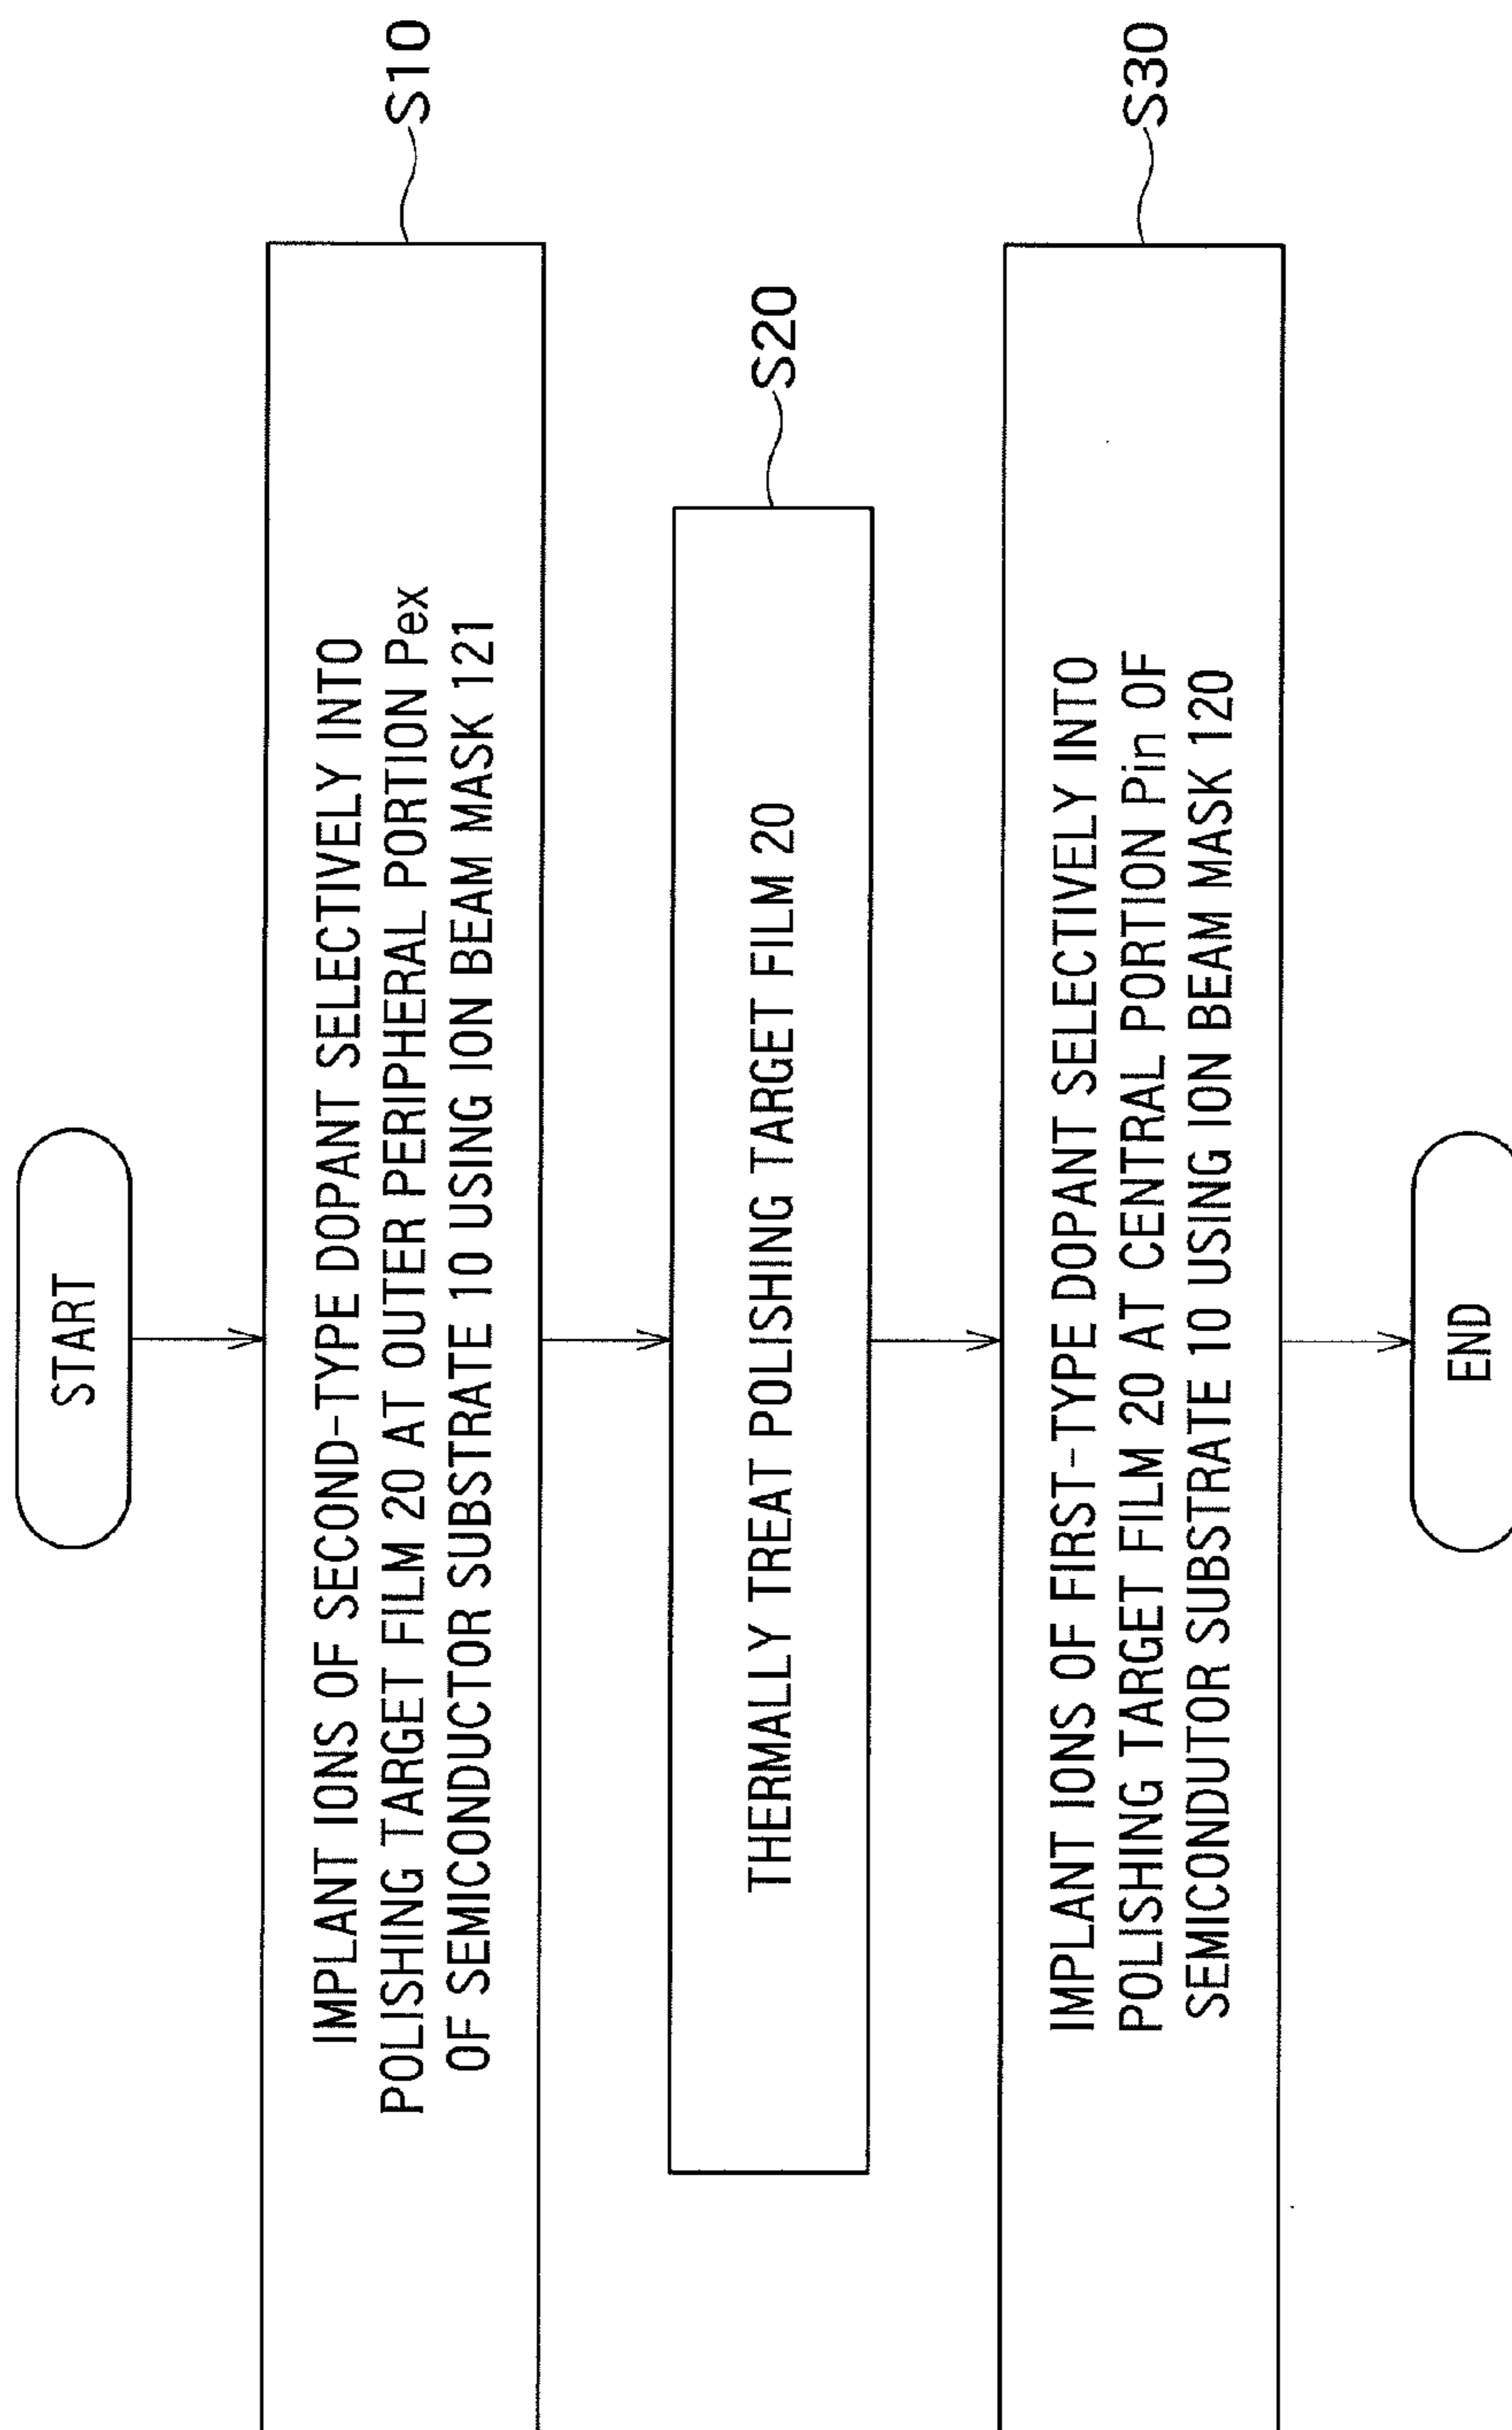 START
S10
IMPLANT IONS OF SECOND-TYPE DOPANT SELECTIVELY INTO
POLISHING TARGET FILM 20 AT OUTER PERIPHERAL PORTION Pex
OF SEMICONDUCTOR SUBSTRATE 10 USING ION BEAM MASK 121
S20
THERMALLY TREAT POLISHING TARGET FILM 20
S30
IMPLANT IONS OF FIRST-TYPE DOPANT SELECTIVELY INTO
POLISHING TARGET FILM 20 AT CENTRAL PORTION Pin OF
SEMICONDUTOR SUBSTRATE 10 USING ION BEAM MASK 120
END